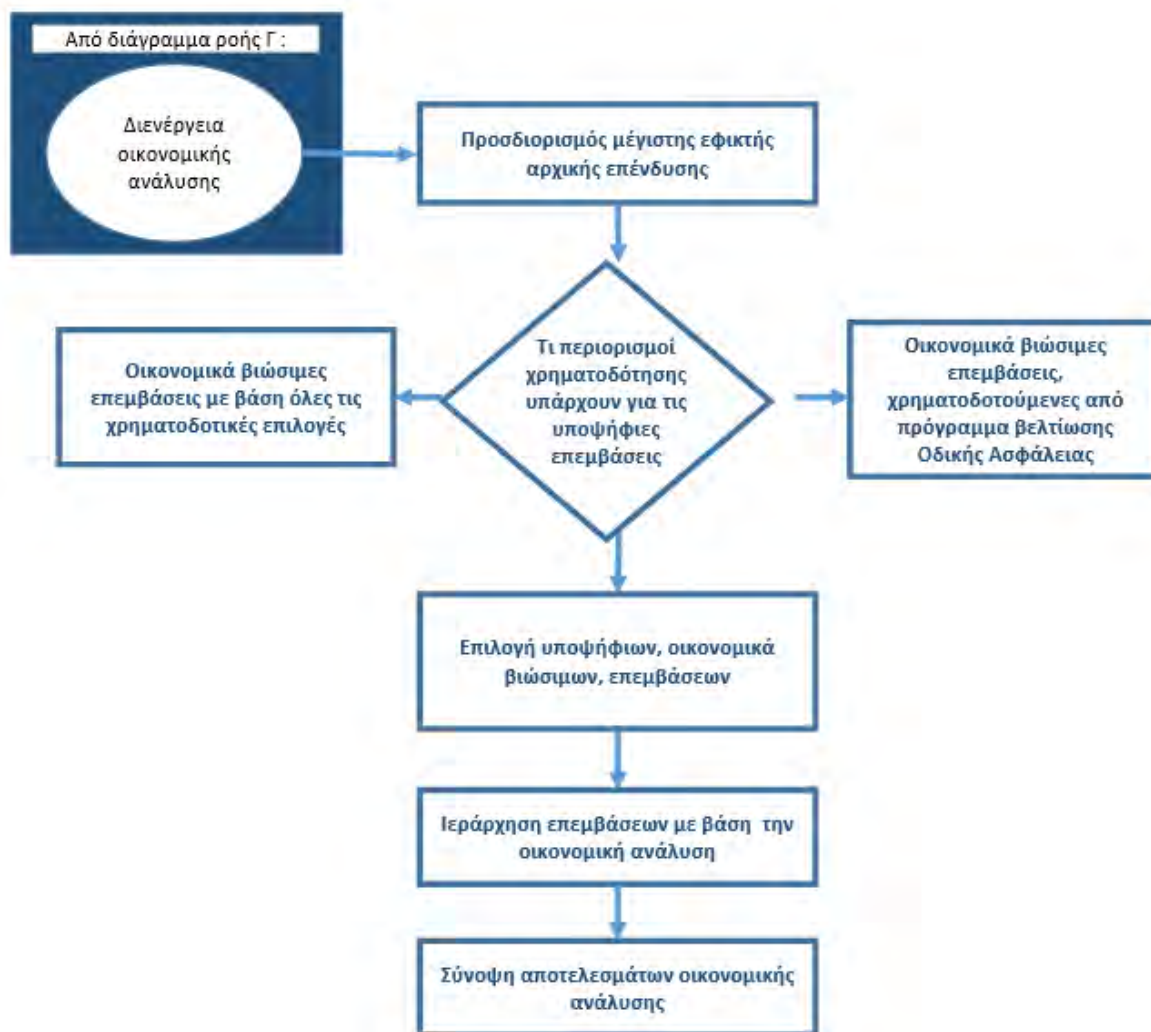 Από διάγραμμα ροής Γ :
Διενέργεια
οικονομικής
ανάλυσης
Προσδιορισμός μέγιστης εφικτής
αρχικής επένδυσης
Οικονομικά βιώσιμες
επεμβάσεις με βάση όλες τις
χρηματοδοτικές επιλογές
Τι περιορισμοί
χρηματοδότησης
υπάρχουν για τις
υποψήφιες
επεμβάσεις
Οικονομικά βιώσιμες
επεμβάσεις,
χρηματοδοτούμενες από
πρόγραμμα βελτίωσης
Οδικής Ασφάλειας
Επιλογή υποψήφιων, οικονομικά
βιώσιμων, επεμβάσεων
Ιεράρχηση επεμβάσεων με βάση την
οικονομική ανάλυση
Σύνοψη αποτελεσμάτων οικονομικής
ανάλυσης